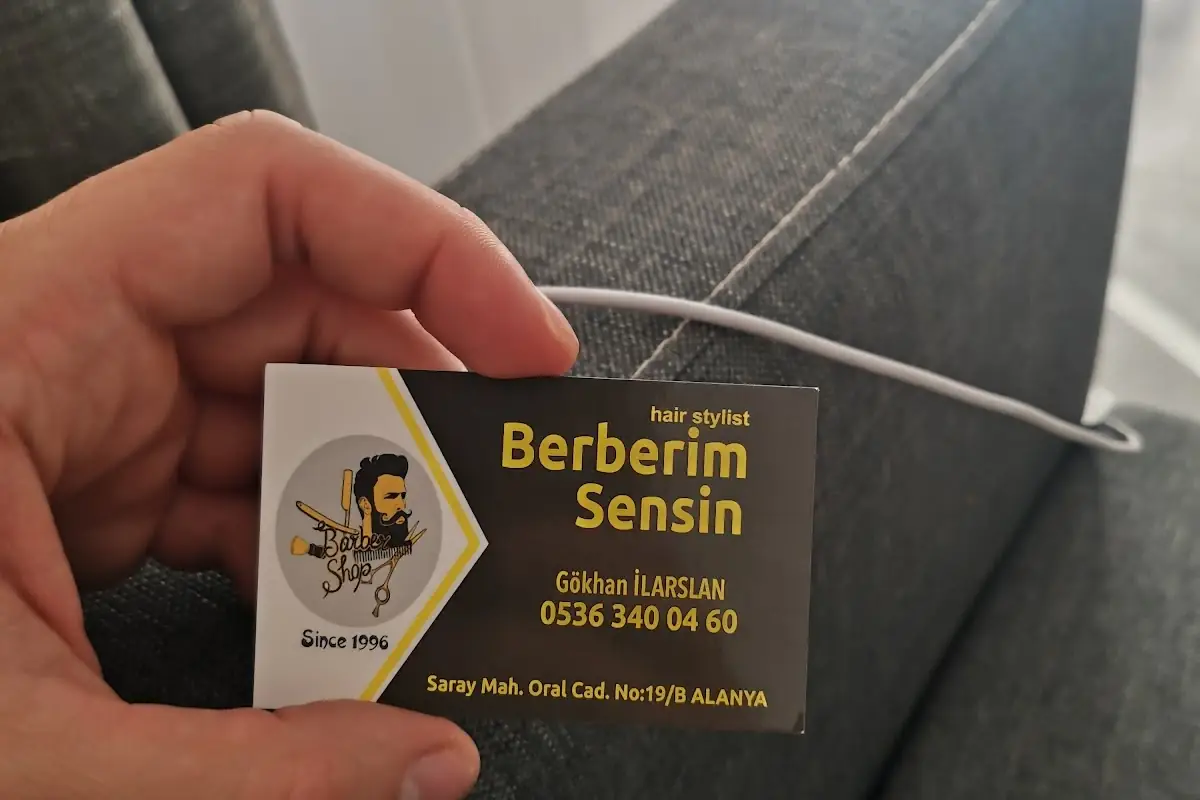 Barber
Shop
Since 1996
hair stylist
Berberim
Sensin
Gökhan İLARSLAN
0536 340 04 60
Saray Mah. Oral Cad. No:19/B ALANYA